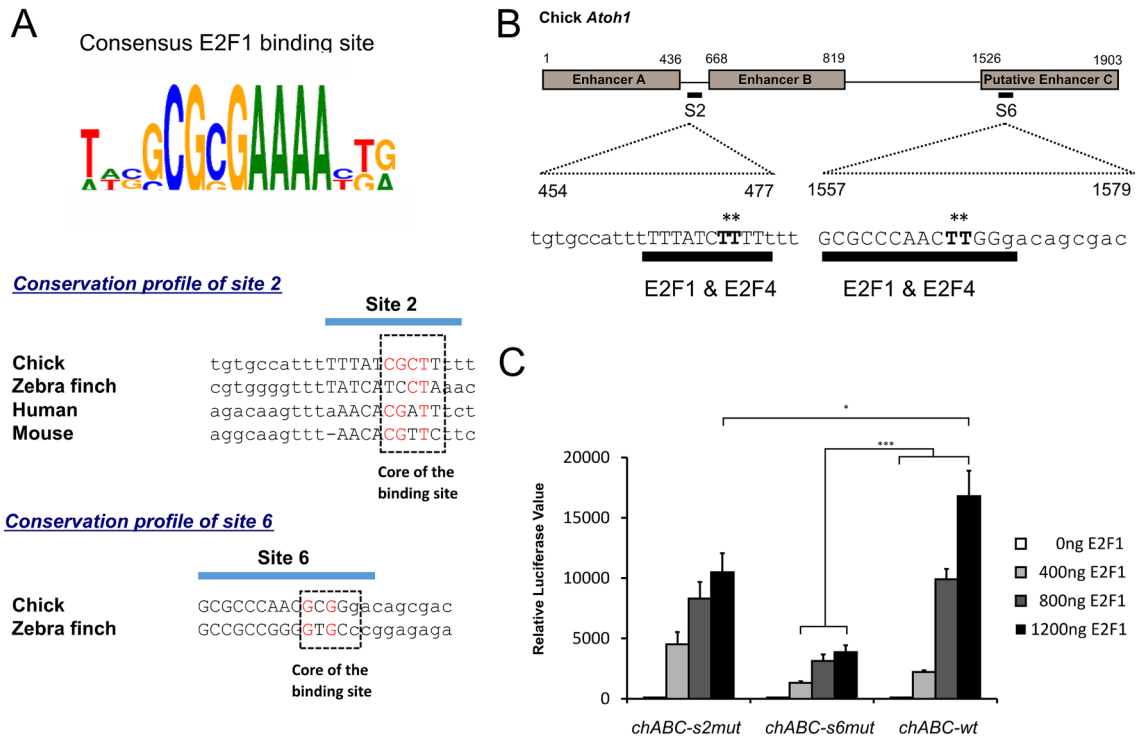 A
Consensus E2F1 binding site
Conservation profile of site 2
Site 2
Chick tgtgccatttTTTATCGCTTttt
Zebra finch cgtggggtttTATCATCCTAaac
Human agacaagtttaAACACGATTtct
Mouse aggcaagttt-AACACGTTCttc
Core of the
binding site
Conservation profile of site 6
Site 6
Chick GCGCCCAACGCGGgacagcgac
Zebra finch GCCGCCGGGGTGCccggagaga
Core of the
binding site
B
Chick Atoh1
1 436 668 819 1526 1903
Enhancer A Enhancer B Putative Enhancer C
S2 S6
454 477 1557 1579
** **
tgtgccatttTTTATCTTTTttt GCGCCCAACTTGGgacagcgac
E2F1 & E2F4 E2F1 & E2F4
C
*
***
Relative Luciferase Value
20000
15000
10000
5000
0
chABC-s2mut chABC-s6mut chABC-wt
0ng E2F1
400ng E2F1
800ng E2F1
1200ng E2F1